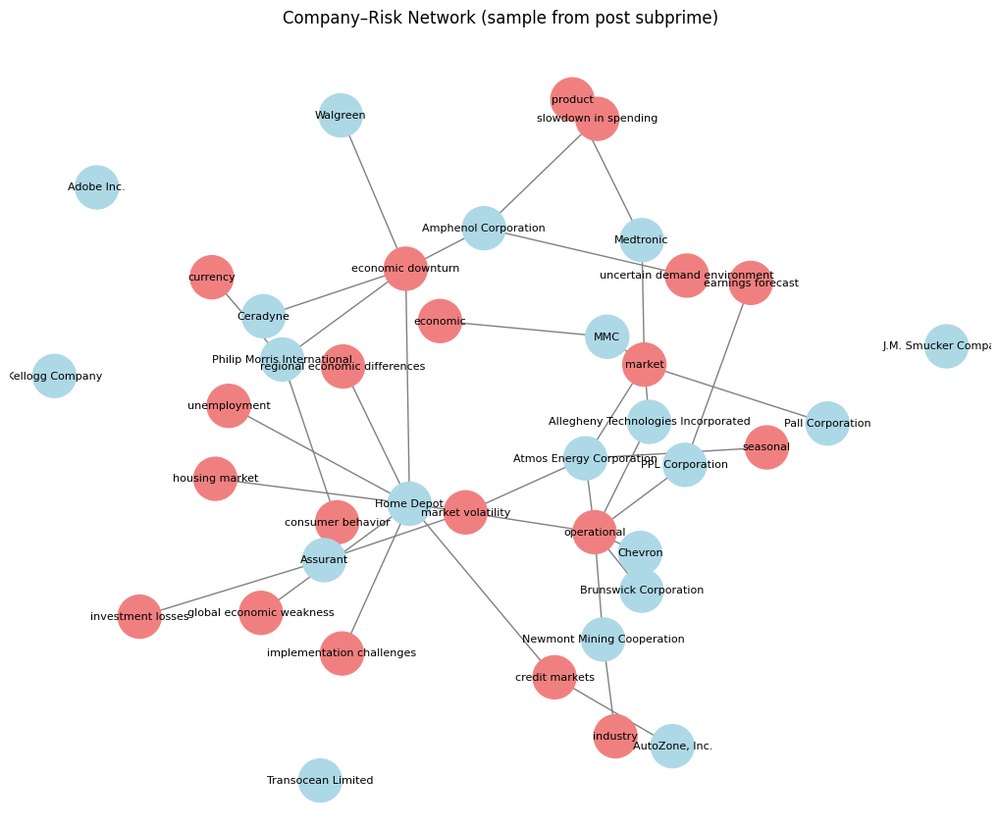 Company–Risk Network (sample from post subprime)
product
Walgreen
slowdown in spending
Adobe Inc.
Amphenol Corporation
Medtronic
economic downturn
uncertain demand environment
currency
earnings forecast
Ceradyne
economic
MMC
J.M. Smucker Compa
Philip Morris International
market
regional economic differences
Kellogg Company
unemployment
Allegheny Technologies Incorporated
Pall Corporation
seasonal
Atmos Energy Corporation
PPL Corporation
housing market
Home Depot
market volatility
consumer behavior
operational
Chevron
Assurant
Brunswick Corporation
global economic weakness
investment losses
Newmont Mining Cooperation
implementation challenges
credit markets
industry
AutoZone, Inc.
Transocean Limited